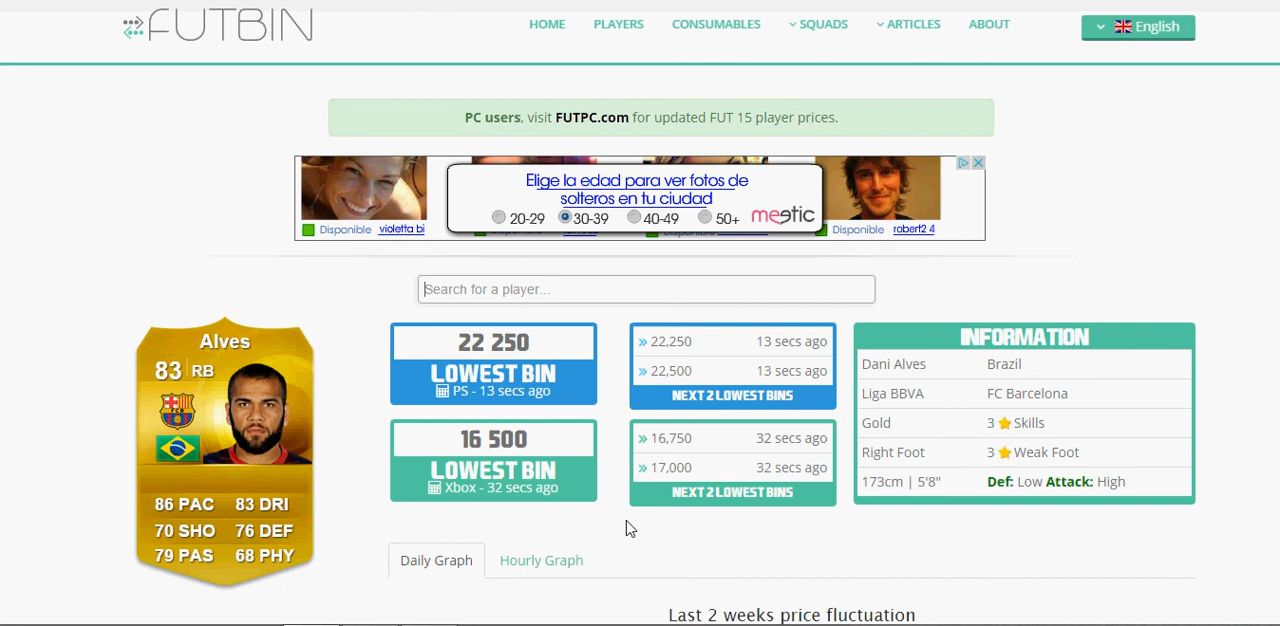 FUTBIN
HOME PLAYERS CONSUMABLES SQUADS ARTICLES ABOUT
English
PC users, visit FUTPC.com for updated FUT 15 player prices.
Elige la edad para ver fotos de
solteros en tu ciudad
20-29 30-39 40-49 50+ meetic
Disponible violetta bi
Disponible robert2 4
Search for a player...
Alves
83 RB
86 PAC 83 DRI
70 SHO 76 DEF
79 PAS 68 PHY
22 250
LOWEST BIN
PS - 13 secs ago
16 500
LOWEST BIN
Xbox - 32 secs ago
» 22,250 13 secs ago
» 22,500 13 secs ago
NEXT 2 LOWEST BINS
» 16,750 32 secs ago
» 17,000 32 secs ago
NEXT 2 LOWEST BINS
INFORMATION
Dani Alves Brazil
Liga BBVA FC Barcelona
Gold 3 Skills
Right Foot 3 Weak Foot
173cm | 5'8" Def: Low Attack: High
Daily Graph Hourly Graph
Last 2 weeks price fluctuation